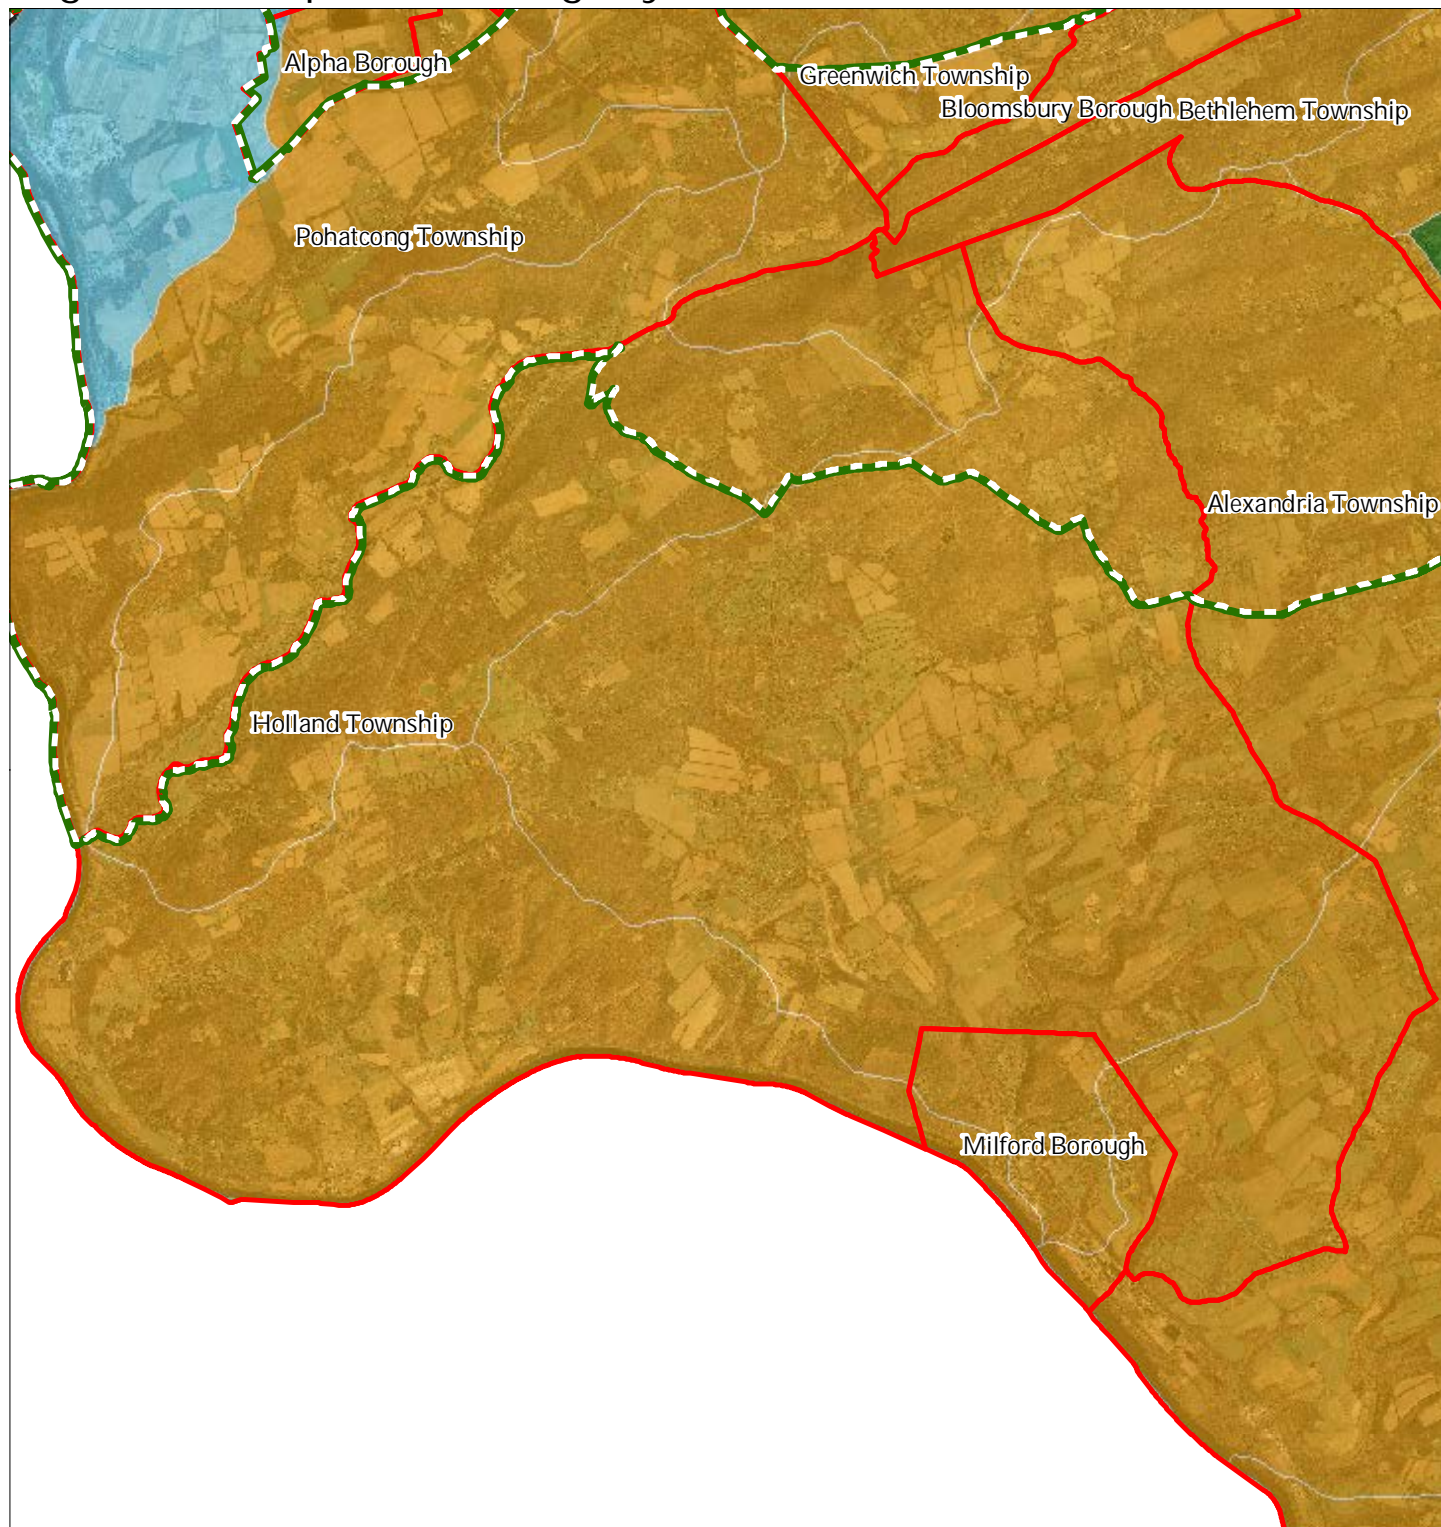 Alpha Borough
Greenwich Township
Bloomsbury Borough
Bethlehem Township
Pohatcong Township
Alexandria Township
Holland Township
Milford Borough